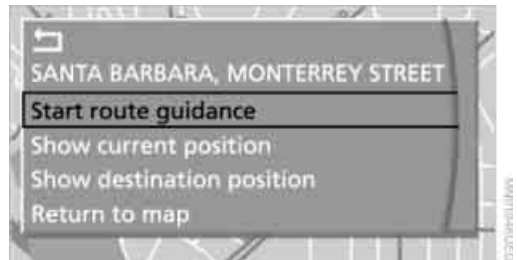 SANTA BARBARA, MONTERREY STREET
Start route guidance
Show current position
Show destination position
Return to map